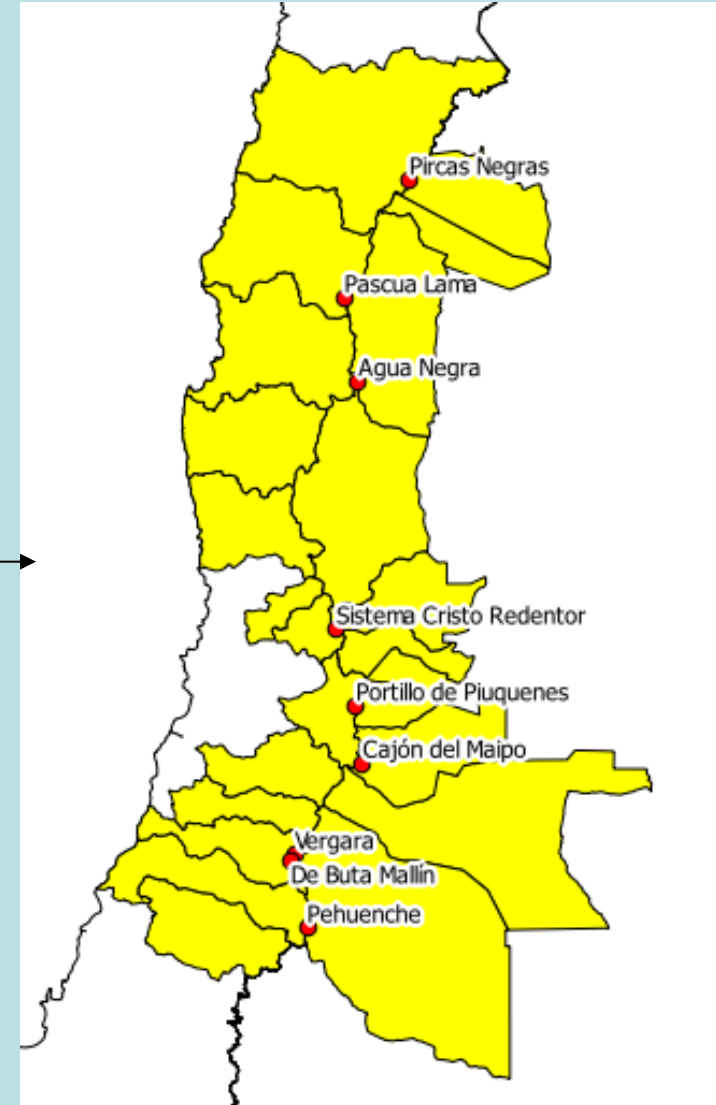 Pircas Negras
Pascua Lama
Agua Negra
Sistema Cristo Redentor
Portillo de Piuquenes
Cajón del Maipo
Vergara
De Buta Mallín
Pehuenche